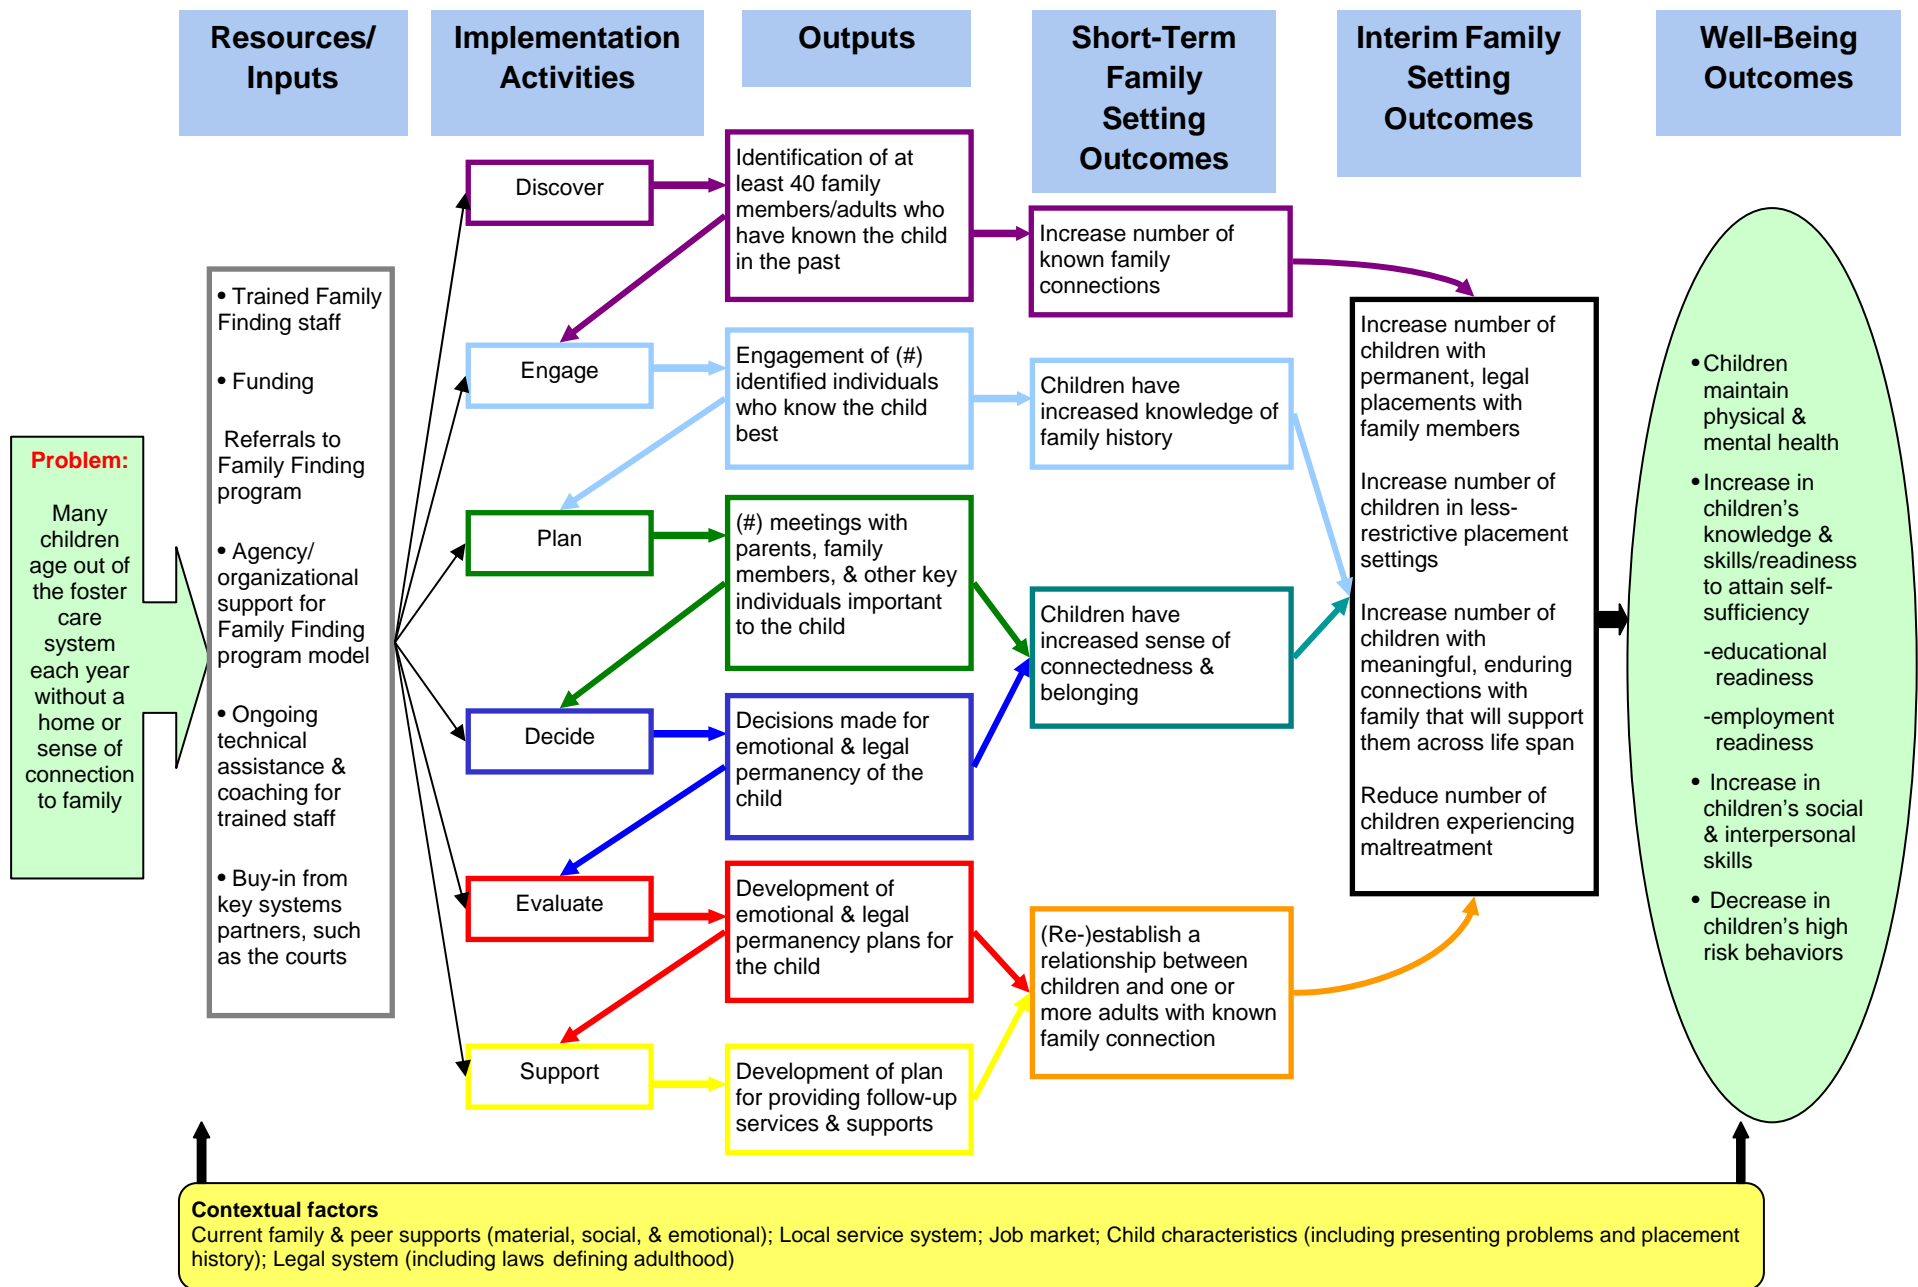 Resources/
Inputs
Implementation
Activities
Outputs
Short-Term
Family
Setting
Outcomes
Interim Family
Setting
Outcomes
Well-Being
Outcomes
Problem:
Many
children
age out of
the foster
care
system
each year
without a
home or
sense of
connection
to family
• Trained Family
Finding staff
• Funding
Referrals to
Family Finding
program
• Agency/
organizational
support for
Family Finding
program model
• Ongoing
technical
assistance &
coaching for
trained staff
• Buy-in from
key systems
partners, such
as the courts
Discover
Engage
Plan
Decide
Evaluate
Support
Identification of at
least 40 family
members/adults who
have known the child
in the past
Engagement of (#)
identified individuals
who know the child
best
(#) meetings with
parents, family
members, & other key
individuals important
to the child
Decisions made for
emotional & legal
permanency of the
child
Development of
emotional & legal
permanency plans for
the child
Development of plan
for providing follow-up
services & supports
Increase number of
known family
connections
Children have
increased knowledge of
family history
Children have
increased sense of
connectedness &
belonging
(Re-)establish a
relationship between
children and one or
more adults with known
family connection
Increase number of
children with
permanent, legal
placements with
family members
Increase number of
children in less-
restrictive placement
settings
Increase number of
children with
meaningful, enduring
connections with
family that will support
them across life span
Reduce number of
children experiencing
maltreatment
• Children
maintain
physical &
mental health
• Increase in
children’s
knowledge &
skills/readiness
to attain self-
sufficiency
-educational
readiness
-employment
readiness
• Increase in
children’s social
& interpersonal
skills
• Decrease in
children’s high
risk behaviors
Contextual factors
Current family & peer supports (material, social, & emotional); Local service system; Job market; Child characteristics (including presenting problems and placement
history); Legal system (including laws defining adulthood)